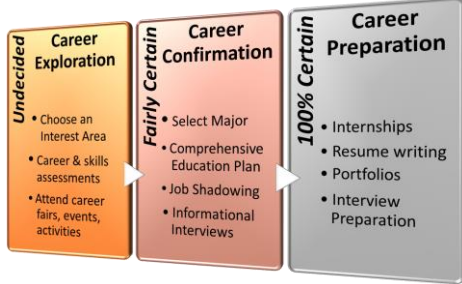 Undecided
Career
Exploration
• Choose an
Interest Area
• Career & skills
assessments
• Attend career
fairs, events,
activities
Fairly Certain
Career
Confirmation
• Select Major
• Comprehensive
Education Plan
• Job Shadowing
• Informational
Interviews
100% Certain
Career
Preparation
• Internships
• Resume writing
• Portfolios
• Interview
Preparation